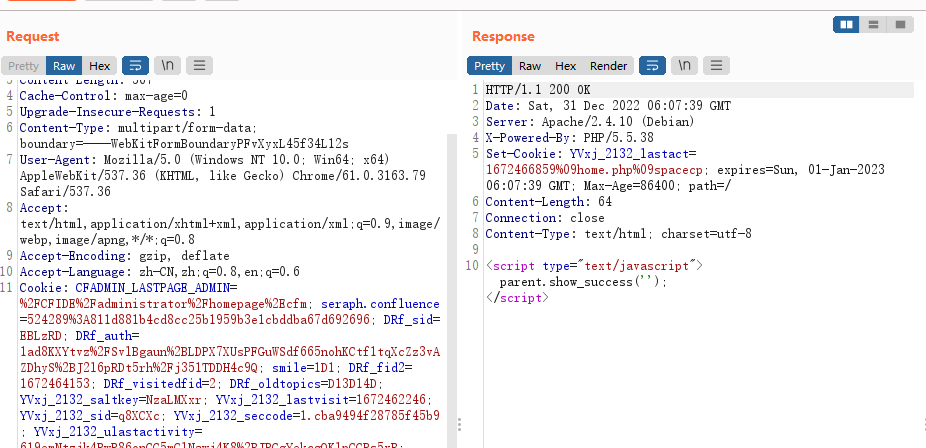 Request
Pretty Raw Hex \n
4 Cache-Control: max-age=0
5 Upgrade-Insecure-Requests: 1
6 Content-Type: multipart/form-data;
boundary=----WebKitFormBoundaryPFvXyxL45f34L12s
7 User-Agent: Mozilla/5.0 (Windows NT 10.0; Win64; x64)
AppleWebKit/537.36 (KHTML, like Gecko) Chrome/61.0.3163.79
Safari/537.36
8 Accept:
text/html,application/xhtml+xml,application/xml;q=0.9,image/
webp,image/apng,*/*;q=0.8
9 Accept-Encoding: gzip, deflate
10 Accept-Language: zh-CN,zh;q=0.8,en;q=0.6
11 Cookie: CFADMIN_LASTPAGE_ADMIN=
%2FCFIDE%2Fadministrator%2Fhomepage%2Ecfm; seraph.confluence
=524289%3A811d881b4cd8cc25b1959b3e1cbddba67d692696; DRf_sid=
EBLzRD; DRf_auth=
1ad8KXYtvz%2FSvlBgaun%2BLDPX7XUsPFGuWSdf665nohKCtf1tqXcZz3vA
ZDhyS%2BJ2l6pRDt5rh%2Fj351TDDH4c9Q; smile=1D1; DRf_fid2=
1672464153; DRf_visitedfid=2; DRf_oldtopics=D13D14D;
YVxj_2132_saltkey=NzaLMXxr; YVxj_2132_lastvisit=1672462246;
YVxj_2132_sid=q8XCXc; YVxj_2132_seccode=1.cba9494f28785f45b9
; YVxj_2132_ulastactivity=
Response
Pretty Raw Hex Render \n
1 HTTP/1.1 200 OK
2 Date: Sat, 31 Dec 2022 06:07:39 GMT
3 Server: Apache/2.4.10 (Debian)
4 X-Powered-By: PHP/5.5.38
5 Set-Cookie: YVxj_2132_lastact=
1672466859%09home.php%09spacecp; expires=Sun, 01-Jan-2023
06:07:39 GMT; Max-Age=86400; path=/
6 Content-Length: 64
7 Connection: close
8 Content-Type: text/html; charset=utf-8
9
10 <script type="text/javascript">
parent.show_success('');
</script>